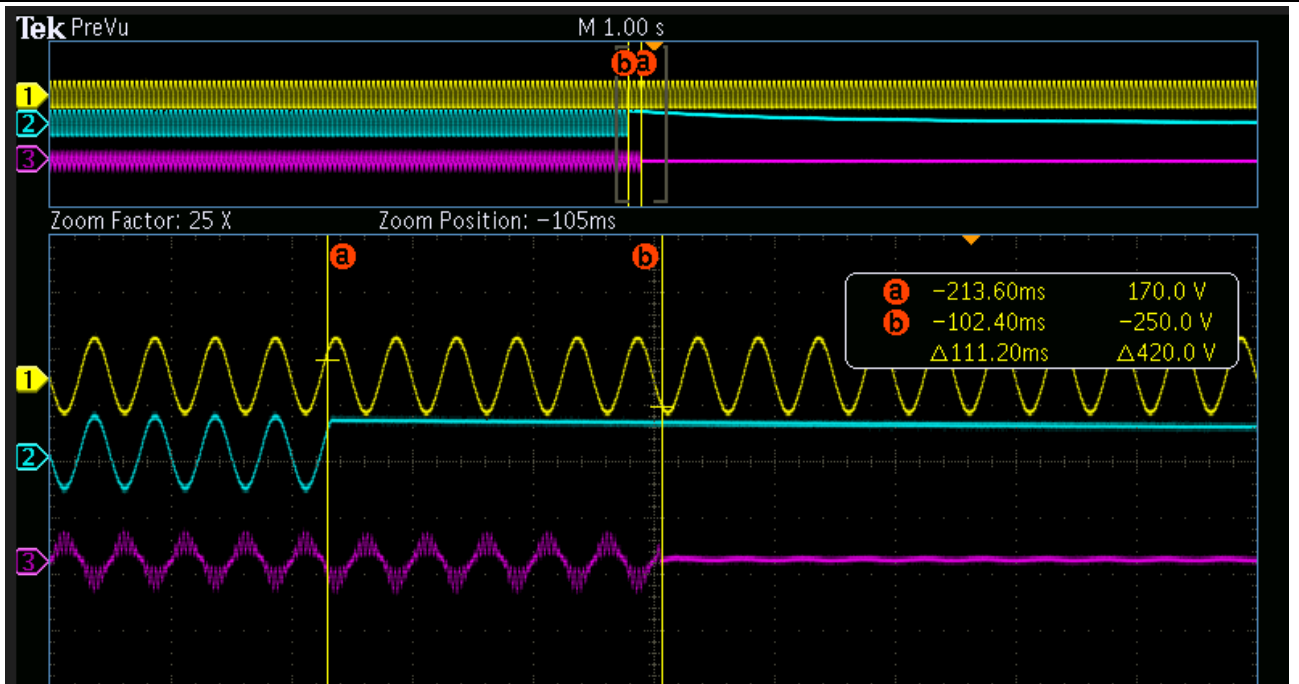 Tek PreVu M 1.00 s
b a
1
2
3
Zoom Factor: 25 X Zoom Position: −105ms
a b
a −213.60ms 170.0 V
b −102.40ms −250.0 V
Δ111.20ms Δ420.0 V
1
2
3